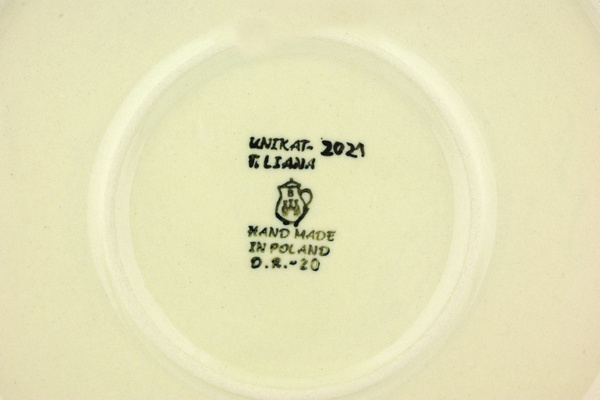 UNIKAT- 2021
T. LIANA
B
HAND MADE
IN POLAND
D.R.-20